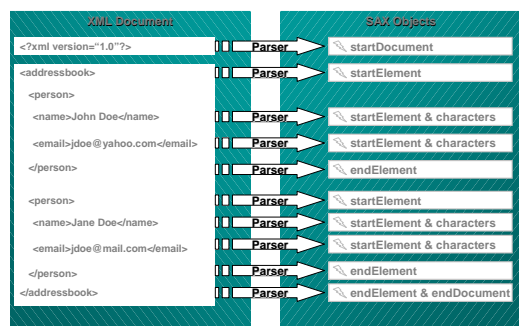 XML Document
SAX Objects
<?xml version=“1.0”?>
Parser
startDocument
<addressbook>
Parser
startElement
<person>
<name>John Doe</name>
Parser
startElement & characters
<email>jdoe@yahoo.com</email>
Parser
startElement & characters
</person>
Parser
endElement
<person>
Parser
startElement
<name>Jane Doe</name>
Parser
startElement & characters
<email>jdoe@mail.com</email>
Parser
startElement & characters
</person>
Parser
endElement
</addressbook>
Parser
endElement & endDocument